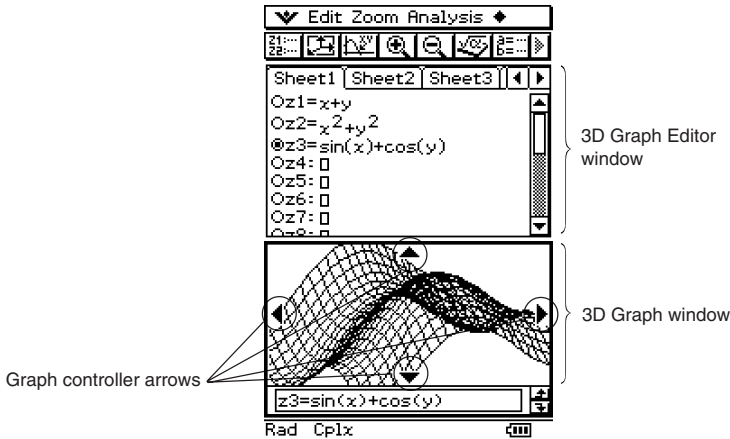 Edit Zoom Analysis
Sheet1 Sheet2 Sheet3
z1=x+y
z2=x²+y²
z3=sin(x)+cos(y)
z4:
z5:
z6:
z7:
z8:
3D Graph Editor
window
3D Graph window
Graph controller arrows
z3=sin(x)+cos(y)
Rad Cplx